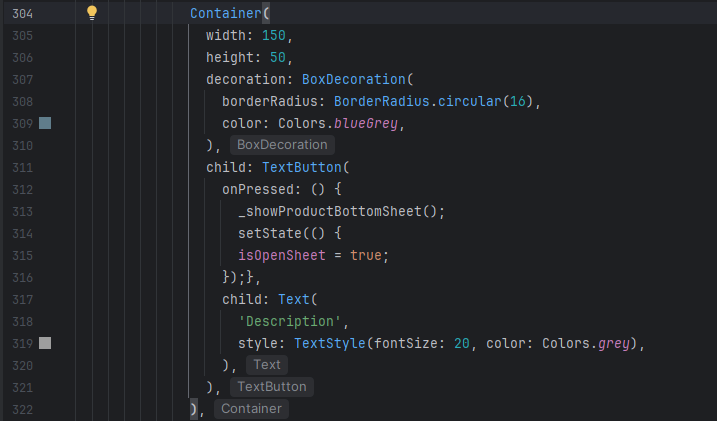 304 Container(
305 width: 150,
306 height: 50,
307 decoration: BoxDecoration(
308 borderRadius: BorderRadius.circular(16),
309 color: Colors.blueGrey,
310 ), BoxDecoration
311 child: TextButton(
312 onPressed: () {
313 _showProductBottomSheet();
314 setState(() {
315 isOpenSheet = true;
316 });},
317 child: Text(
318 'Description',
319 style: TextStyle(fontSize: 20, color: Colors.grey),
320 ), Text
321 ), TextButton
322 ), Container